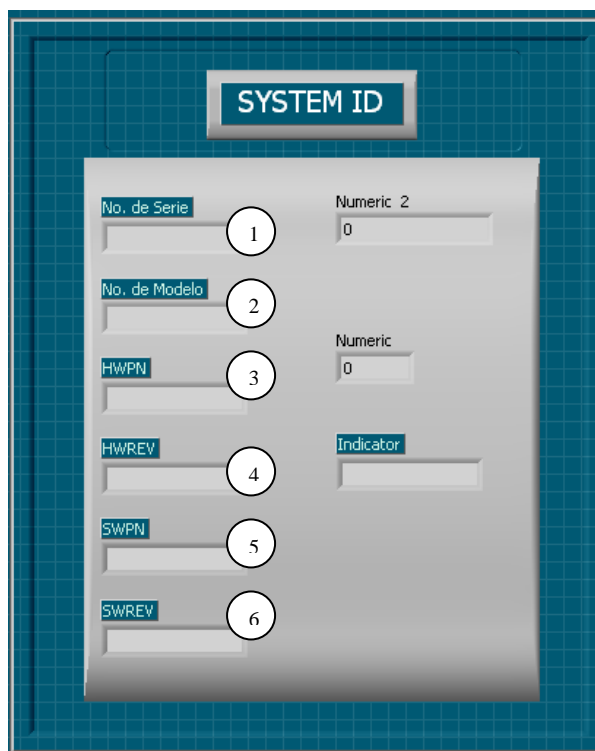 SYSTEM ID
No. de Serie
1
Numeric 2
0
No. de Modelo
2
HWPN
3
Numeric
0
HWREV
4
Indicator
SWPN
5
SWREV
6